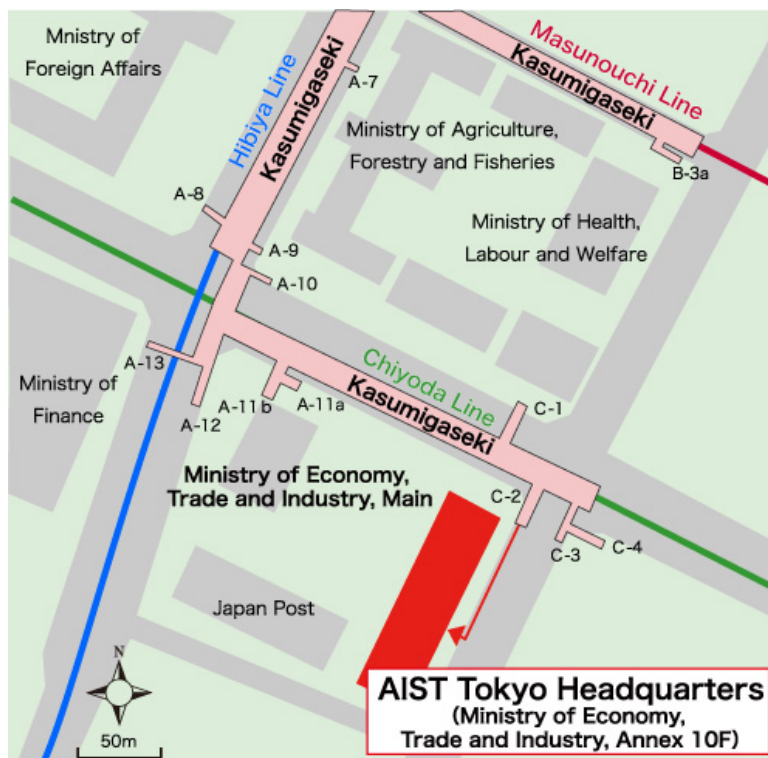 Mnistry of
Foreign Affairs
Hibiya Line
Kasumigaseki
A-7
Masunouchi Line
Kasumigaseki
B-3a
Ministry of Agriculture,
Forestry and Fisheries
A-8
Ministry of Health,
Labour and Welfare
A-9
A-10
A-13
Ministry of
Finance
A-12
A-11b
A-11a
Chiyoda Line
Kasumigaseki
C-1
Ministry of Economy,
Trade and Industry, Main
C-2
C-3
C-4
Japan Post
N
50m
AIST Tokyo Headquarters
(Ministry of Economy,
Trade and Industry, Annex 10F)